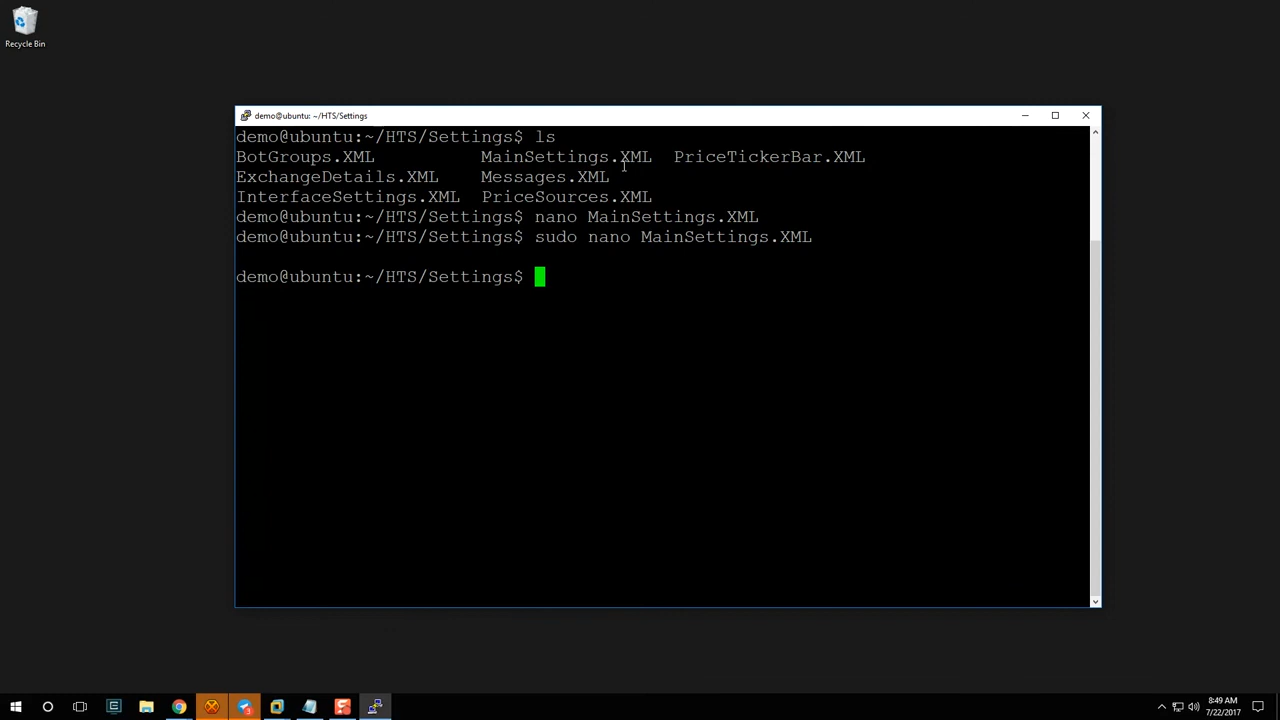 Recycle Bin
demo@ubuntu: ~/HTS/Settings
demo@ubuntu:~/HTS/Settings$ ls
BotGroups.XML MainSettings.XML PriceTickerBar.XML
ExchangeDetails.XML Messages.XML
InterfaceSettings.XML PriceSources.XML
demo@ubuntu:~/HTS/Settings$ nano MainSettings.XML
demo@ubuntu:~/HTS/Settings$ sudo nano MainSettings.XML
demo@ubuntu:~/HTS/Settings$
8:49 AM
7/22/2017